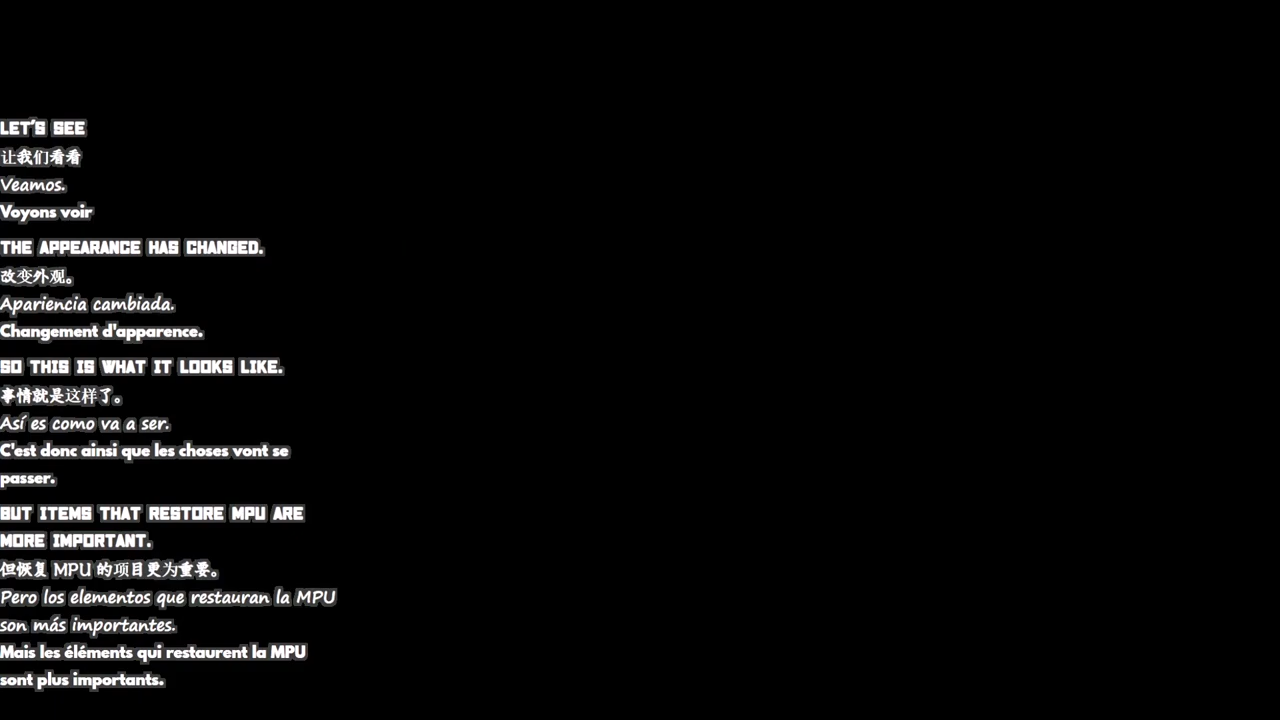 LET'S SEE
让我们看看
Veamos.
Voyons voir
THE APPEARANCE HAS CHANGED.
改变外观。
Apariencia cambiada.
Changement d'apparence.
SO THIS IS WHAT IT LOOKS LIKE.
事情就是这样了。
Así es como va a ser.
C'est donc ainsi que les choses vont se
passer.
BUT ITEMS THAT RESTORE MPU ARE
MORE IMPORTANT.
但恢复 MPU 的项目更为重要。
Pero los elementos que restauran la MPU
son más importantes.
Mais les éléments qui restaurent la MPU
sont plus importants.